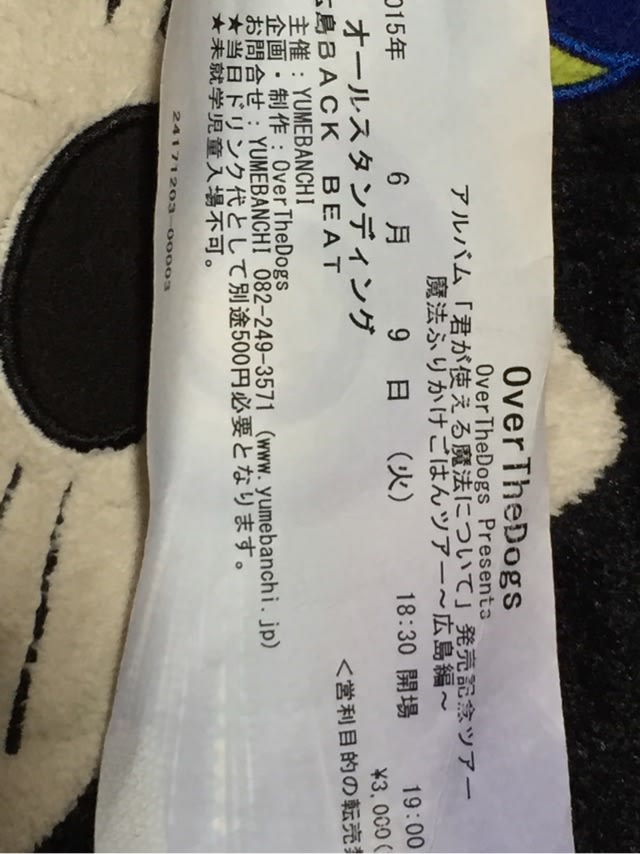 OverTheDogs
OverTheDogs Presents
アルバム「君が使える魔法について」発売記念ツアー
魔法ふりかけごはんツアー～広島編～
2015年 6月 9日 (火) 18:30 開場 19:00
¥3,000(
オールスタンディング
<営利目的の転売禁
広島BACK BEAT
主催：YUMEBANCHI
企画・制作：OverTheDogs
お問合せ：YUMEBANCHI 082-249-3571 (www.yumebanchi.jp)
★当日ドリンク代として別途500円必要となります。
★未就学児童入場不可。
24171203-00003